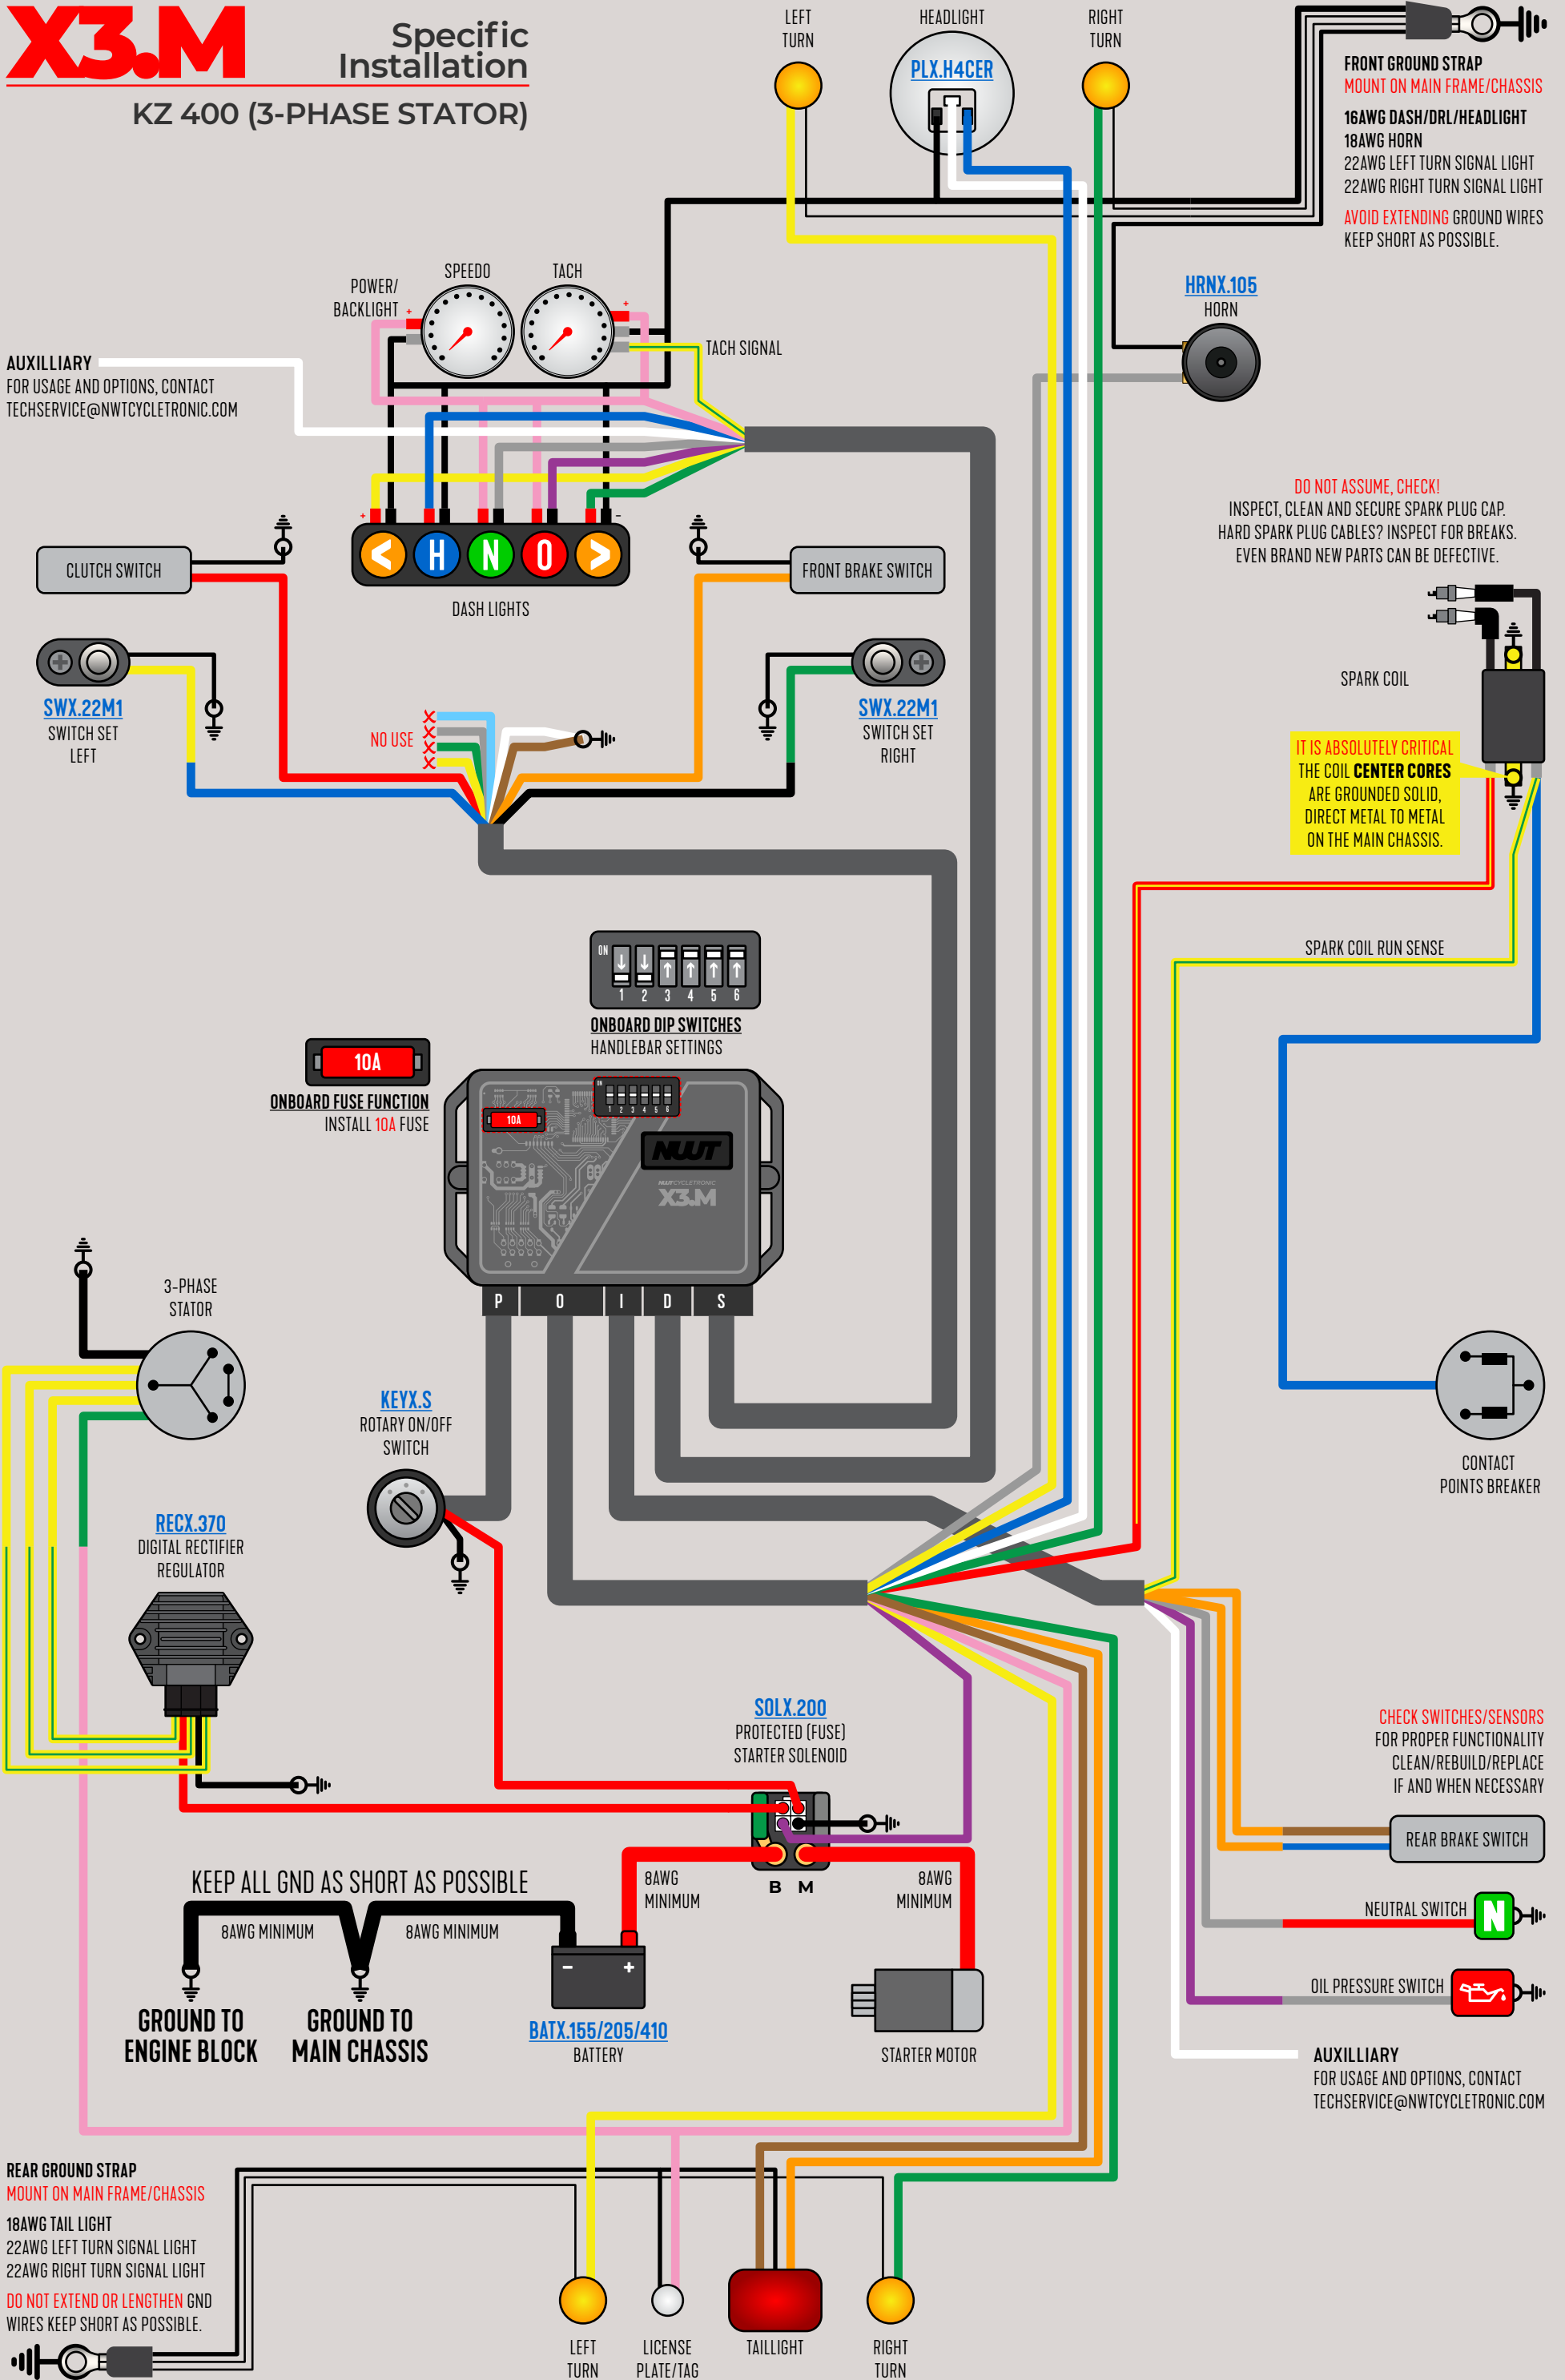 X3.M
Specific
Installation
KZ 400 (3-PHASE STATOR)
LEFT
TURN
HEADLIGHT
PLX.H4CER
RIGHT
TURN
FRONT GROUND STRAP
MOUNT ON MAIN FRAME/CHASSIS
16AWG DASH/DRL/HEADLIGHT
18AWG HORN
22AWG LEFT TURN SIGNAL LIGHT
22AWG RIGHT TURN SIGNAL LIGHT
AVOID EXTENDING GROUND WIRES
KEEP SHORT AS POSSIBLE.
POWER/
BACKLIGHT
SPEEDO
TACH
+
+
TACH SIGNAL
HRNX.105
HORN
AUXILLIARY
FOR USAGE AND OPTIONS, CONTACT
TECHSERVICE@NWTCYCLETRONIC.COM
+
-
< H N O >
DASH LIGHTS
CLUTCH SWITCH
FRONT BRAKE SWITCH
DO NOT ASSUME, CHECK!
INSPECT, CLEAN AND SECURE SPARK PLUG CAP.
HARD SPARK PLUG CABLES? INSPECT FOR BREAKS.
EVEN BRAND NEW PARTS CAN BE DEFECTIVE.
SWX.22M1
SWITCH SET
LEFT
SWX.22M1
SWITCH SET
RIGHT
NO USE
X
X
X
X
SPARK COIL
IT IS ABSOLUTELY CRITICAL
THE COIL CENTER CORES
ARE GROUNDED SOLID,
DIRECT METAL TO METAL
ON THE MAIN CHASSIS.
SPARK COIL RUN SENSE
ON
1 2 3 4 5 6
ONBOARD DIP SWITCHES
HANDLEBAR SETTINGS
10A
ONBOARD FUSE FUNCTION
INSTALL 10A FUSE
10A
ON
1 2 3 4 5 6
NWT
NWTCYCLETRONIC
X3.M
P O I D S
3-PHASE
STATOR
KEYX.S
ROTARY ON/OFF
SWITCH
CONTACT
POINTS BREAKER
RECX.370
DIGITAL RECTIFIER
REGULATOR
SOLX.200
PROTECTED (FUSE)
STARTER SOLENOID
B M
CHECK SWITCHES/SENSORS
FOR PROPER FUNCTIONALITY
CLEAN/REBUILD/REPLACE
IF AND WHEN NECESSARY
REAR BRAKE SWITCH
NEUTRAL SWITCH
N
OIL PRESSURE SWITCH
AUXILLIARY
FOR USAGE AND OPTIONS, CONTACT
TECHSERVICE@NWTCYCLETRONIC.COM
KEEP ALL GND AS SHORT AS POSSIBLE
8AWG MINIMUM
8AWG MINIMUM
8AWG
MINIMUM
8AWG
MINIMUM
- +
GROUND TO
ENGINE BLOCK
GROUND TO
MAIN CHASSIS
BATX.155/205/410
BATTERY
STARTER MOTOR
REAR GROUND STRAP
MOUNT ON MAIN FRAME/CHASSIS
18AWG TAIL LIGHT
22AWG LEFT TURN SIGNAL LIGHT
22AWG RIGHT TURN SIGNAL LIGHT
DO NOT EXTEND OR LENGTHEN GND
WIRES KEEP SHORT AS POSSIBLE.
LEFT
TURN
LICENSE
PLATE/TAG
TAILLIGHT
RIGHT
TURN